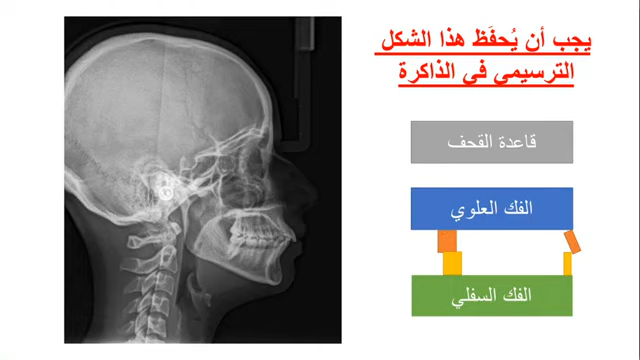 يجب أن يُحفَظ هذا الشكل
الترسيمي في الذاكرة
قاعدة القحف
الفك العلوي
الفك السفلي